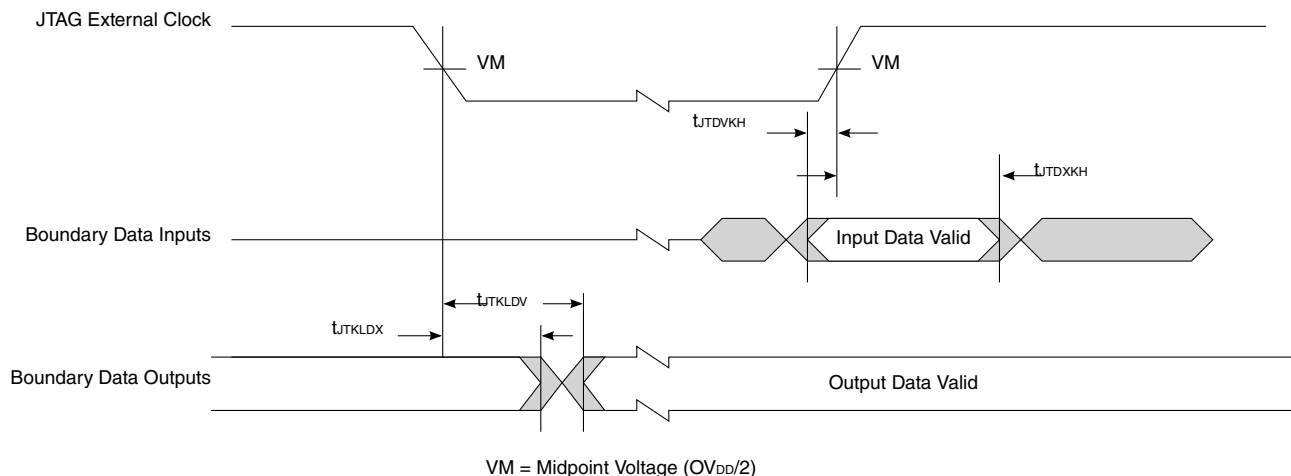 JTAG External Clock
VM
VM
tJTDVKH
tJTDXKH
Boundary Data Inputs
Input Data Valid
tJTKLDV
tJTKLDX
Boundary Data Outputs
Output Data Valid
VM = Midpoint Voltage (OVDD/2)